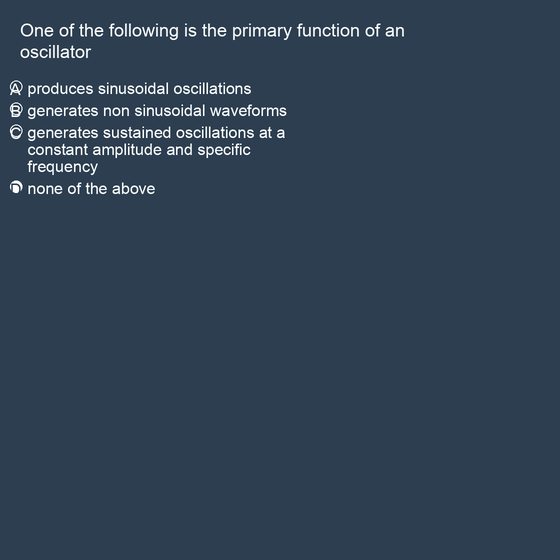 One of the following is the primary function of an
oscillator
A produces sinusoidal oscillations
B generates non sinusoidal waveforms
C generates sustained oscillations at a
constant amplitude and specific
frequency
D none of the above